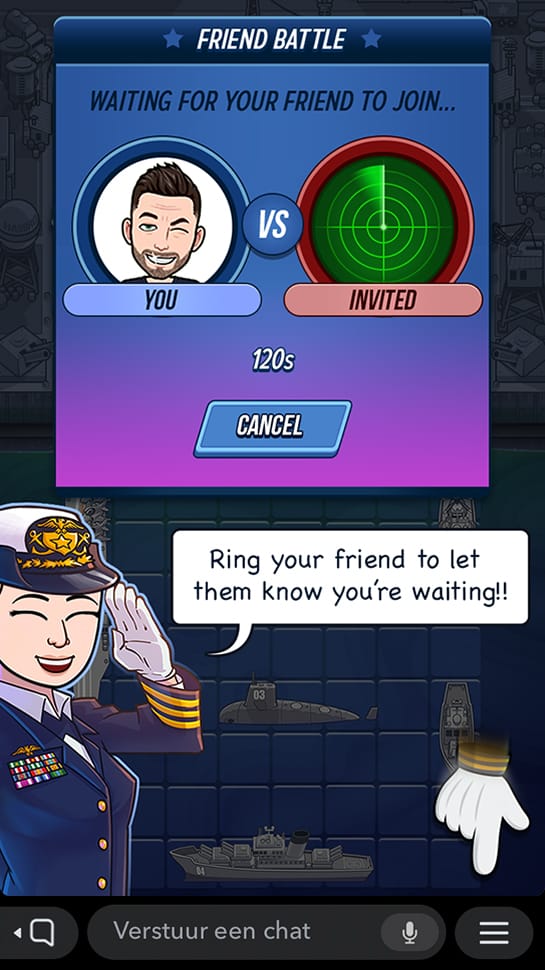 FRIEND BATTLE
WAITING FOR YOUR FRIEND TO JOIN...
VS
YOU
INVITED
120s
CANCEL
Ring your friend to let
them know you're waiting!!
03
04
Verstuur een chat